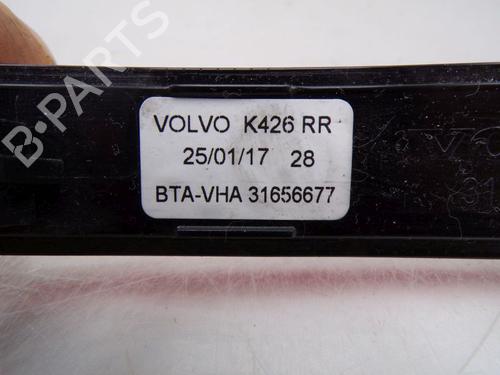 B-PARTS
VOLVO K426 RR
25/01/17 28
BTA-VHA 31656677